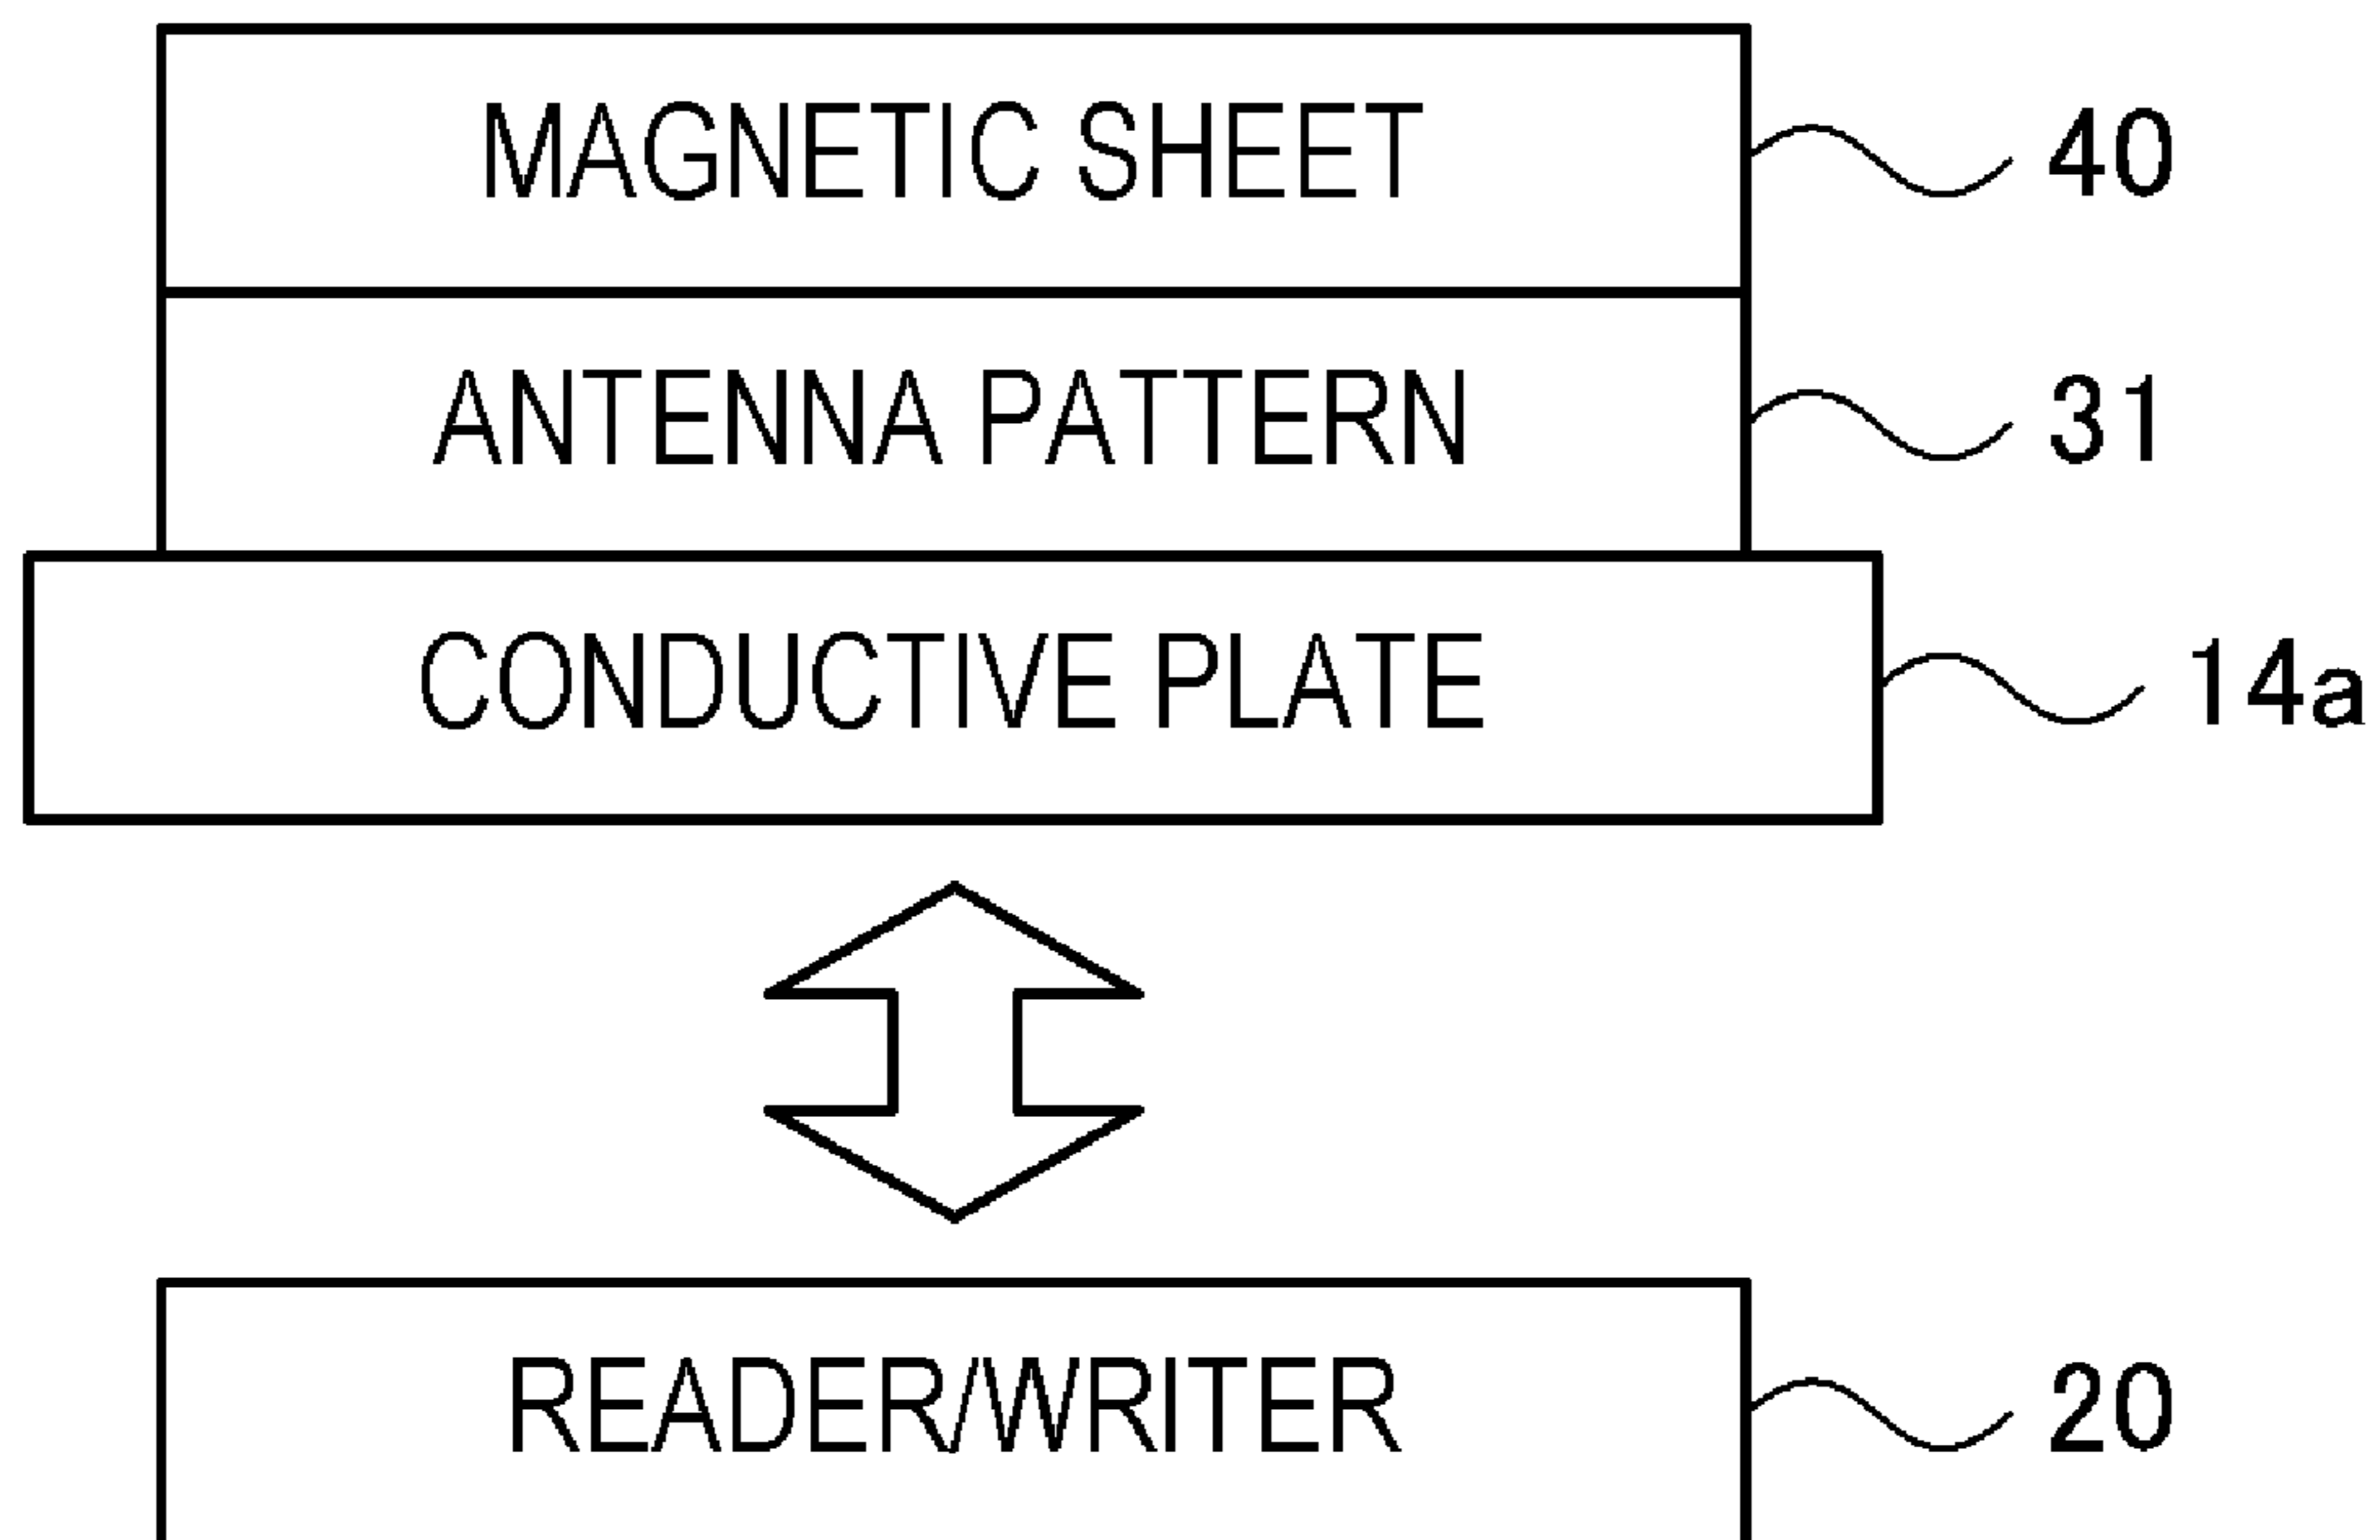 MAGNETIC SHEET 40
ANTENNA PATTERN 31
CONDUCTIVE PLATE 14a
READER/WRITER 20